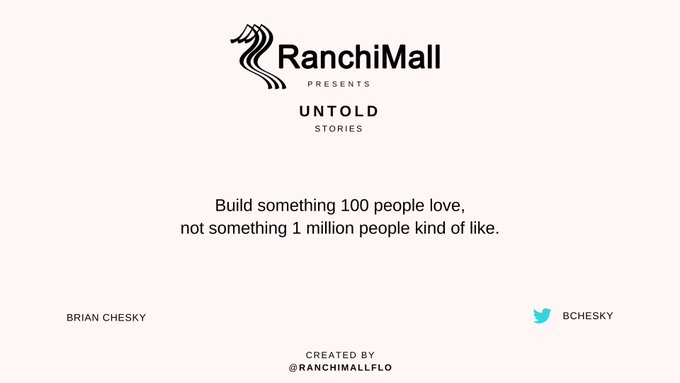 RanchiMall
PRESENTS
UNTOLD
STORIES
Build something 100 people love,
not something 1 million people kind of like.
BRIAN CHESKY
BCHESKY
CREATED BY
@RANCHIMALLFLO